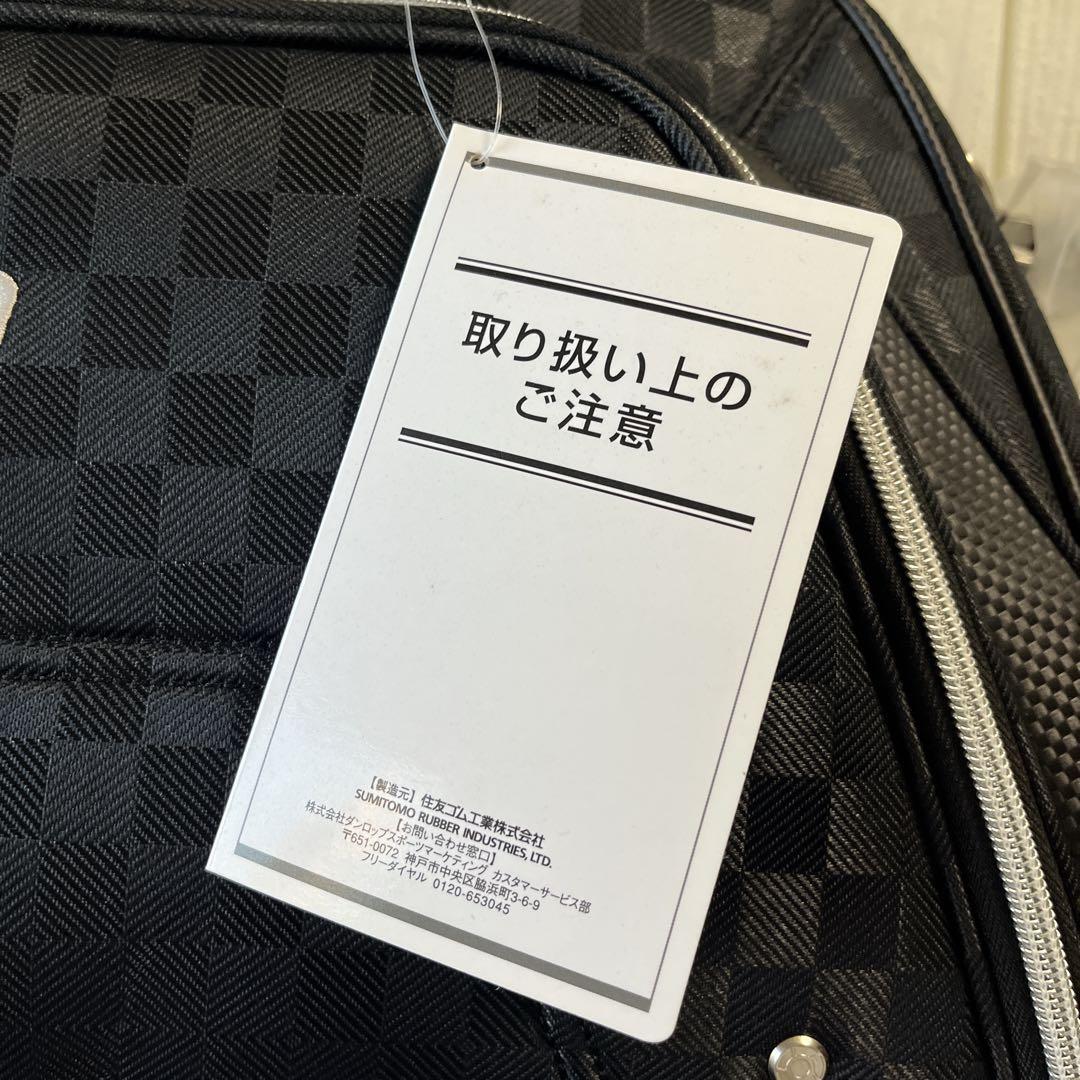 取り扱い上の
ご注意
【製造元】住友ゴム工業株式会社
SUMITOMO RUBBER INDUSTRIES, LTD.
【お問い合わせ窓口】
株式会社ダンロップスポーツマーケティング カスタマーサービス部
〒651-0072 神戸市中央区脇浜町3-6-9
フリーダイヤル 0120-653045